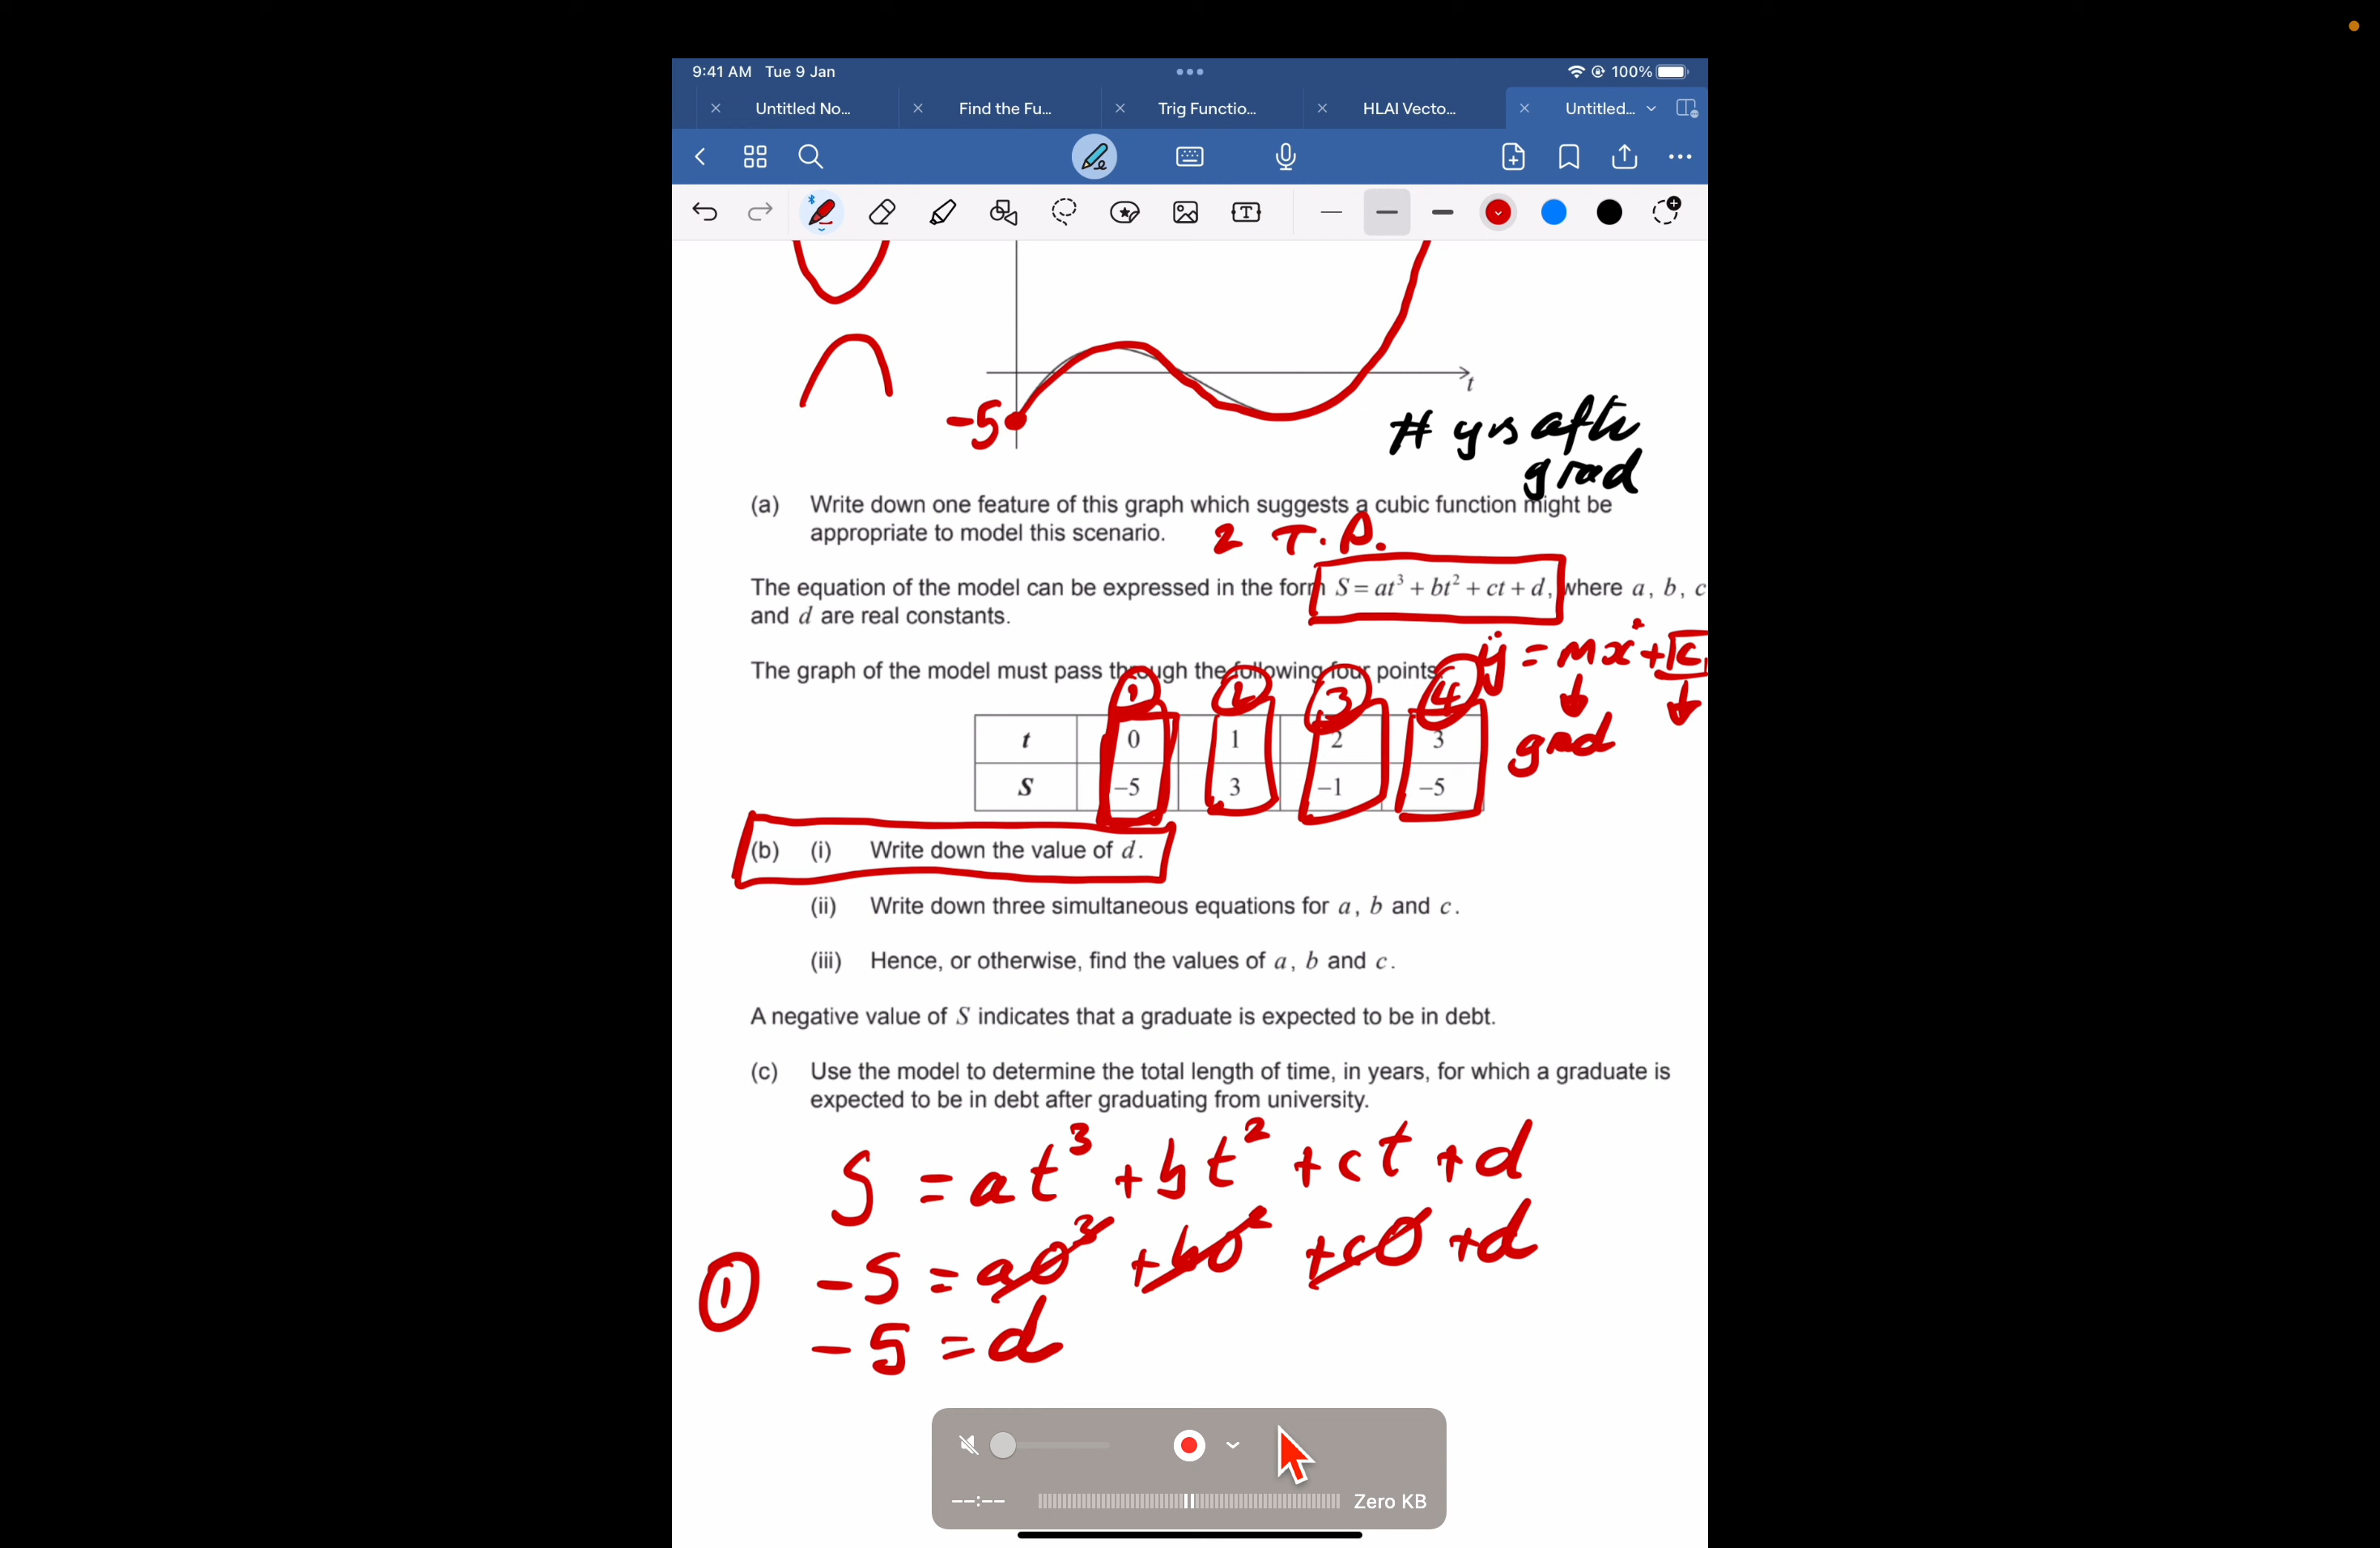 9:41 AM Tue 9 Jan
100%
Untitled No... Find the Fu... Trig Functio... HLAI Vecto... Untitled...
t
-5
# yrs after
grad
(a) Write down one feature of this graph which suggests a cubic function might be
appropriate to model this scenario.
2 T.P.
The equation of the model can be expressed in the form S = at³ + bt² + ct + d, where a, b, c
and d are real constants.
y = mx + c
The graph of the model must pass through the following four points.
grad
① ② ③ ④
t 0 1 2 3
S −5 3 −1 −5
(b) (i) Write down the value of d.
(ii) Write down three simultaneous equations for a, b and c.
(iii) Hence, or otherwise, find the values of a, b and c.
A negative value of S indicates that a graduate is expected to be in debt.
(c) Use the model to determine the total length of time, in years, for which a graduate is
expected to be in debt after graduating from university.
S = at³ + bt² + ct + d
① -5 = a0³ + b0² + c0 + d
-5 = d
--:-- Zero KB